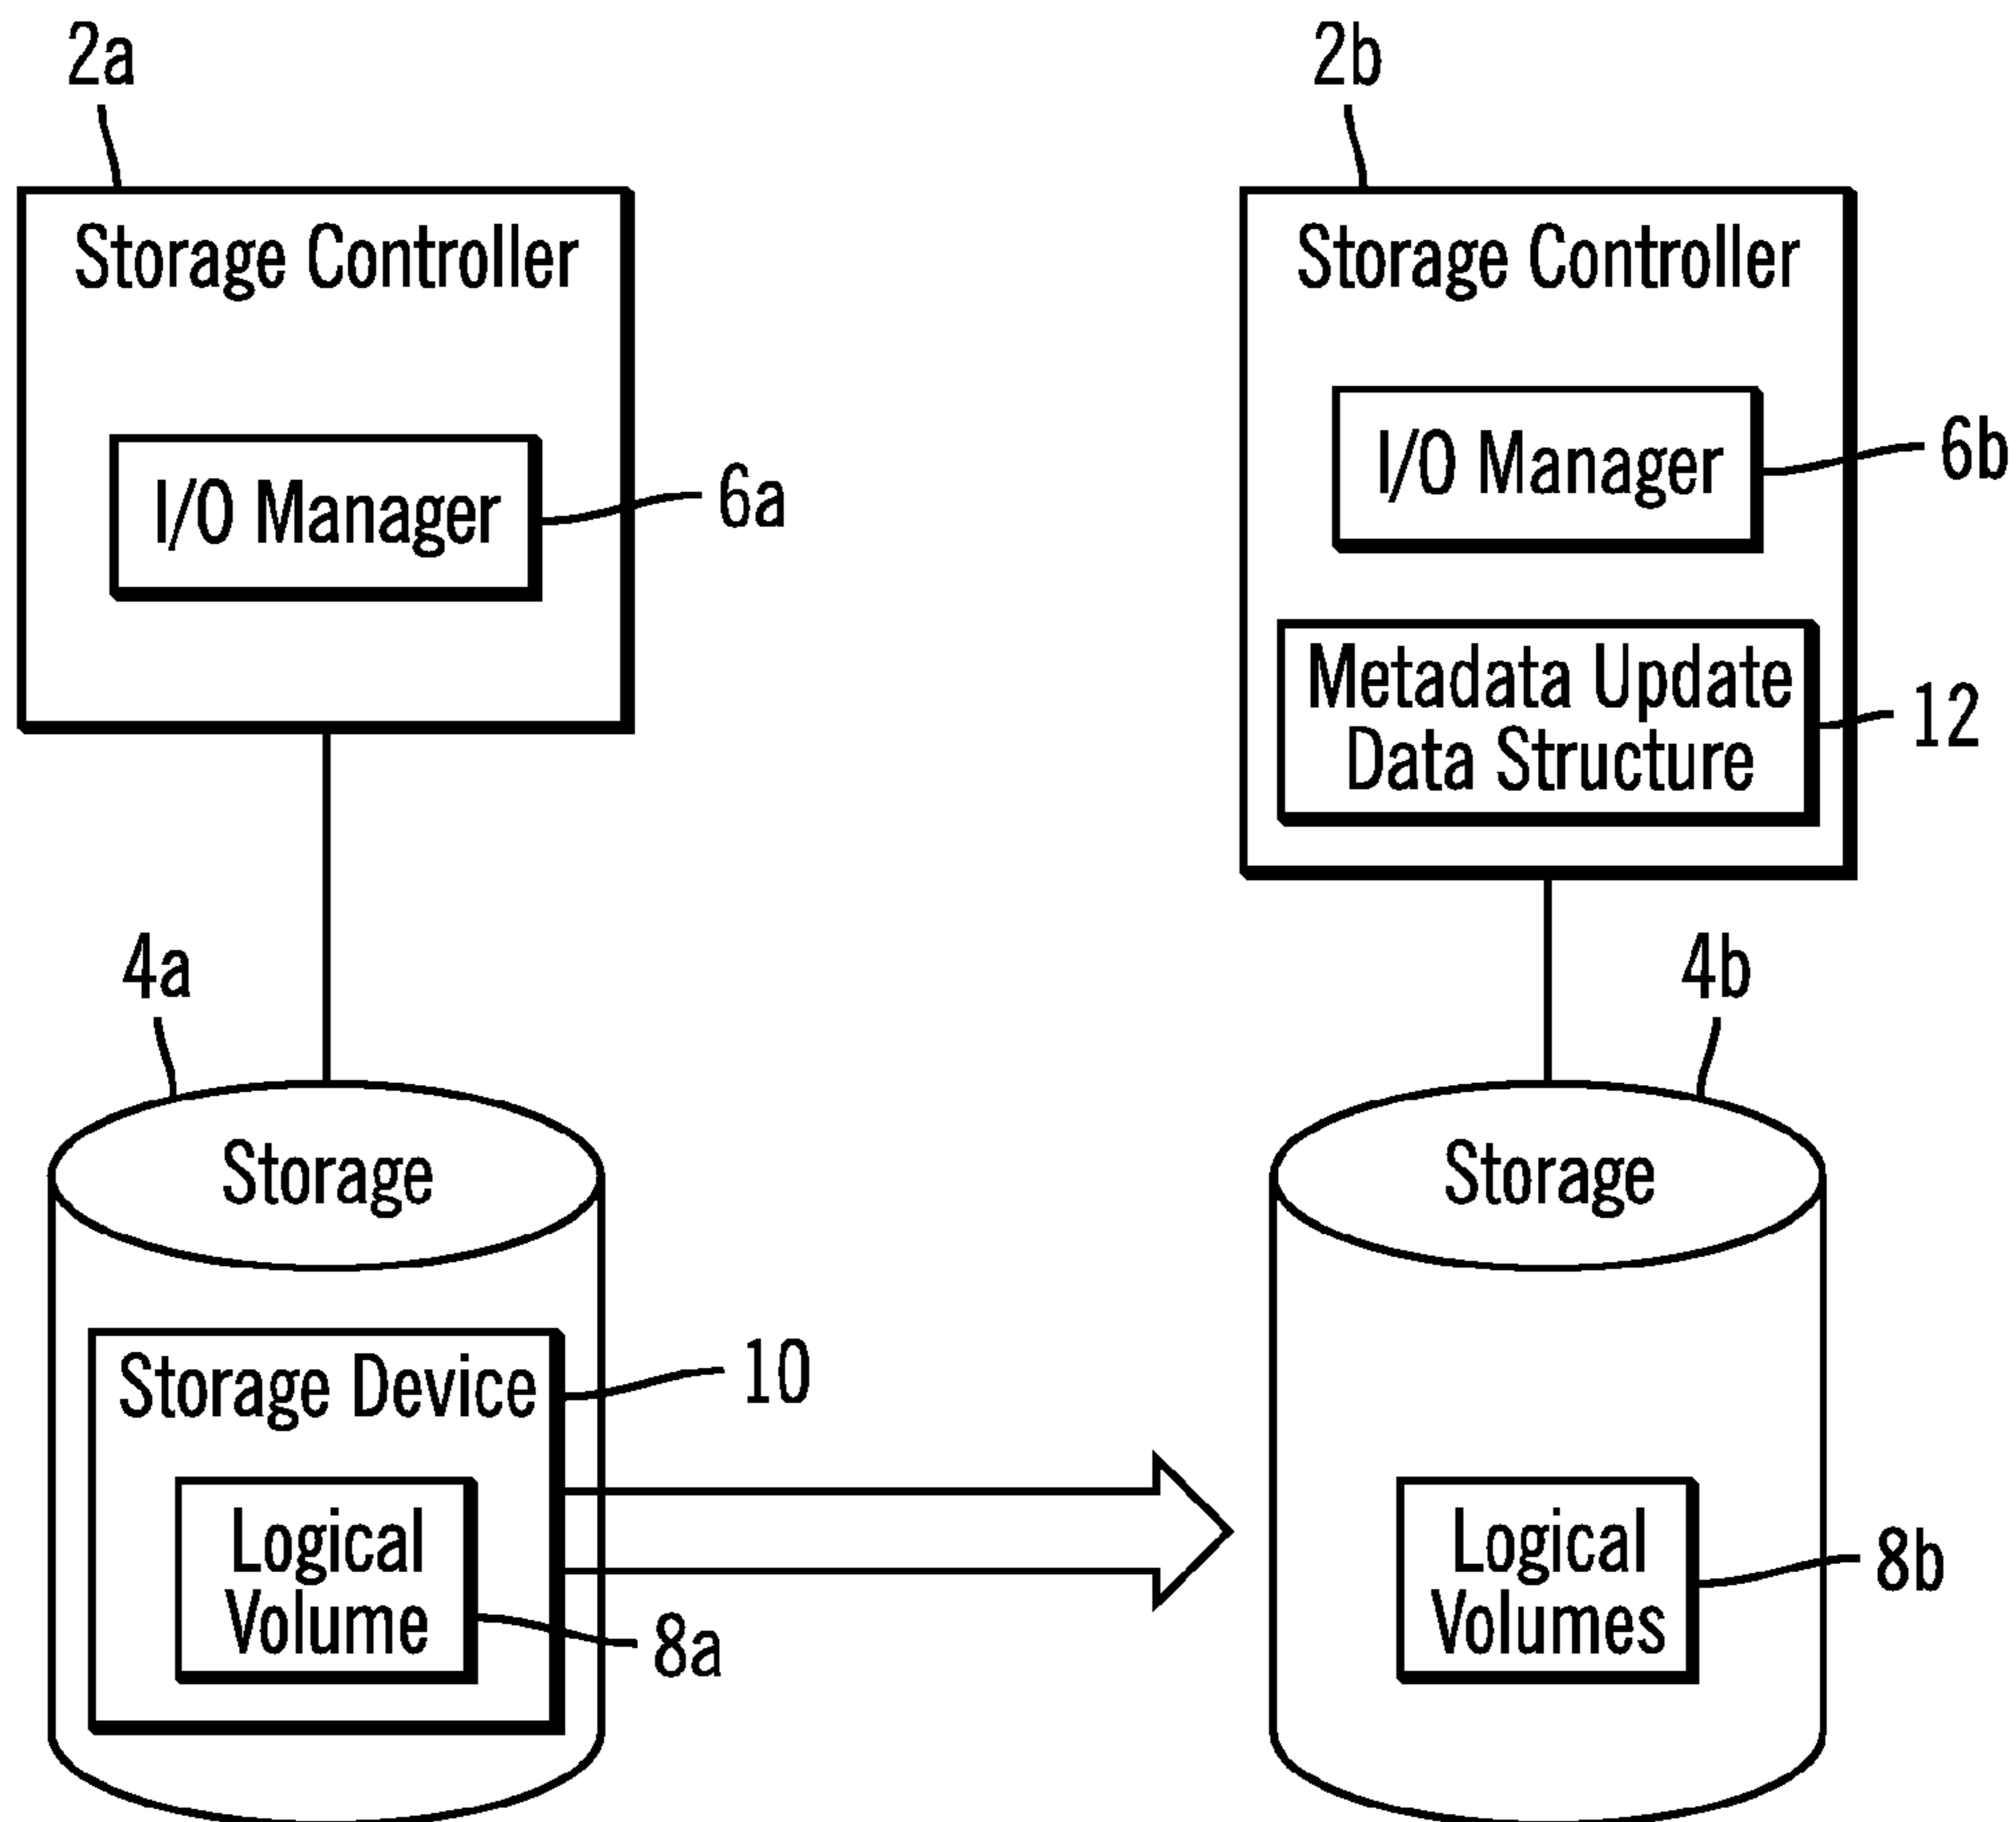 2a
2b
Storage Controller
Storage Controller
I/O Manager
6a
I/O Manager
6b
Metadata Update
Data Structure
12
4a
4b
Storage
Storage
Storage Device
10
Logical
Volume
8a
Logical
Volumes
8b